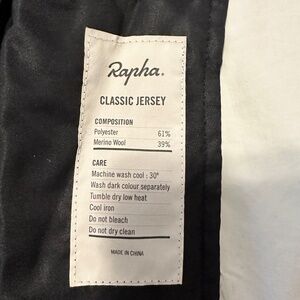 Rapha.
CLASSIC JERSEY
COMPOSITION
Polyester 61%
Merino Wool 39%
CARE
Machine wash cool : 30°
Wash dark colour separately
Tumble dry low heat
Cool iron
Do not bleach
Do not dry clean
MADE IN CHINA